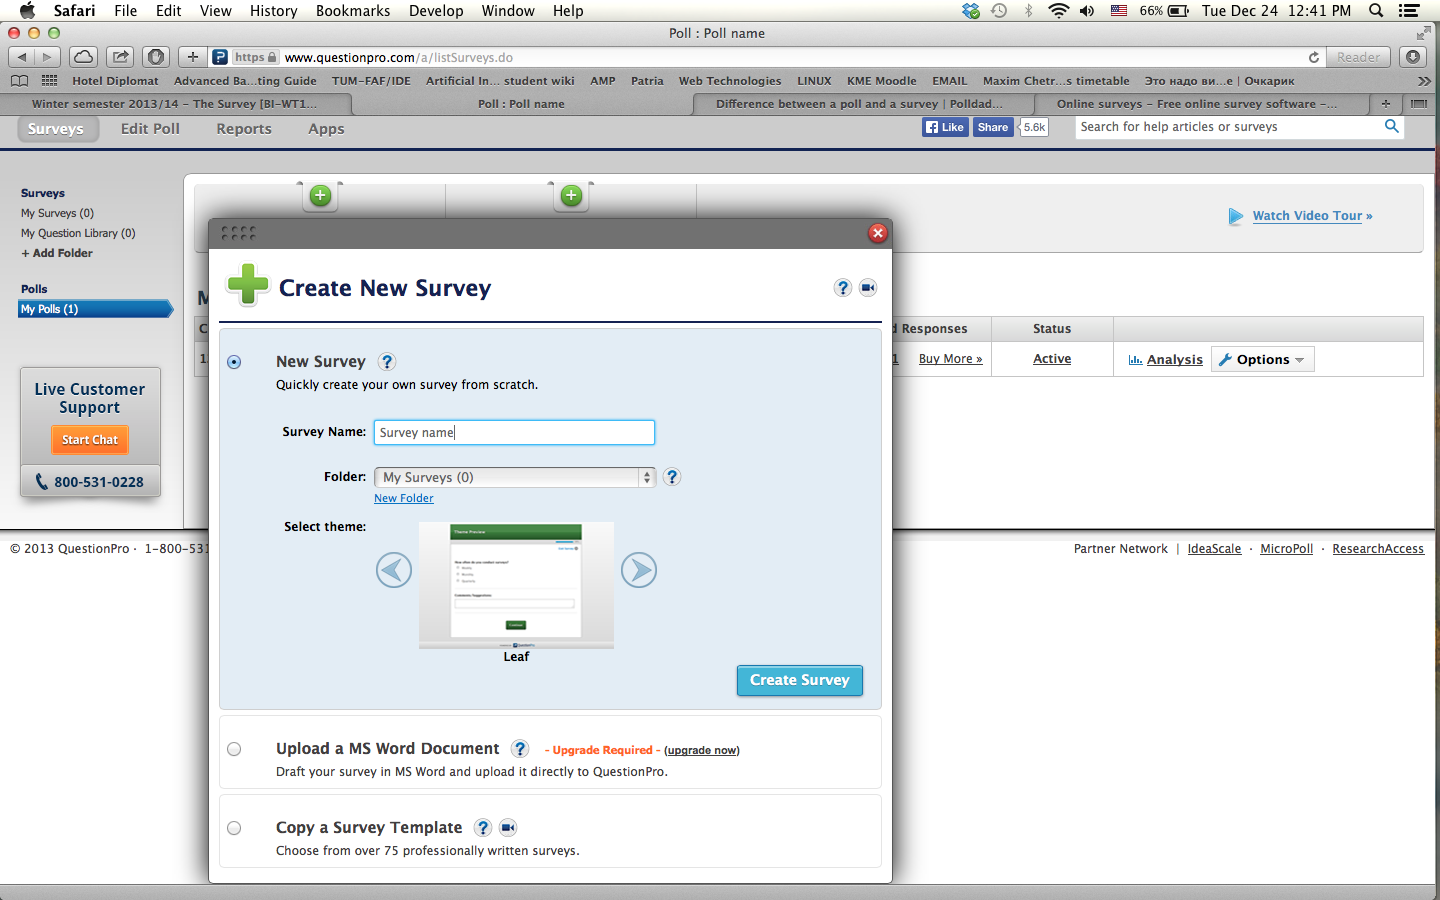 Safari File Edit View History Bookmarks Develop Window Help 66% Tue Dec 24 12:41 PM
Poll : Poll name
https www.questionpro.com/a/listSurveys.do Reader
Hotel Diplomat Advanced Ba...ting Guide TUM-FAF/IDE Artificial In... student wiki AMP Patria Web Technologies LINUX KME Moodle EMAIL Maxim Chetr...s timetable Это надо ви...е | Очкарик
Winter semester 2013/14 – The Survey [BI-WT1... Poll : Poll name Difference between a poll and a survey | Polldad... Online surveys – Free online survey software –...
Surveys Edit Poll Reports Apps Like Share 5.6k Search for help articles or surveys
Surveys
My Surveys (0)
My Question Library (0)
+ Add Folder
Polls
My Polls (1)
Live Customer
Support
Start Chat
800-531-0228
Watch Video Tour »
Responses Status
Buy More » Active Analysis Options
Create New Survey
New Survey ?
Quickly create your own survey from scratch.
Survey Name: Survey name
Folder: My Surveys (0) ?
New Folder
Select theme:
Theme Preview
Leaf
Create Survey
Upload a MS Word Document ? - Upgrade Required - (upgrade now)
Draft your survey in MS Word and upload it directly to QuestionPro.
Copy a Survey Template ?
Choose from over 75 professionally written surveys.
© 2013 QuestionPro · 1-800-531
Partner Network | IdeaScale · MicroPoll · ResearchAccess